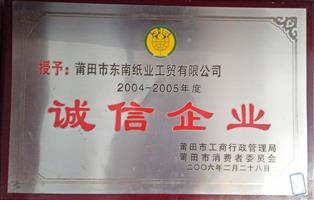 授予：莆田市东南纸业工贸有限公司
2004-2005年度
诚信企业
莆田市工商行政管理局
莆田市消费者委员会
二〇〇六年二月二十八日